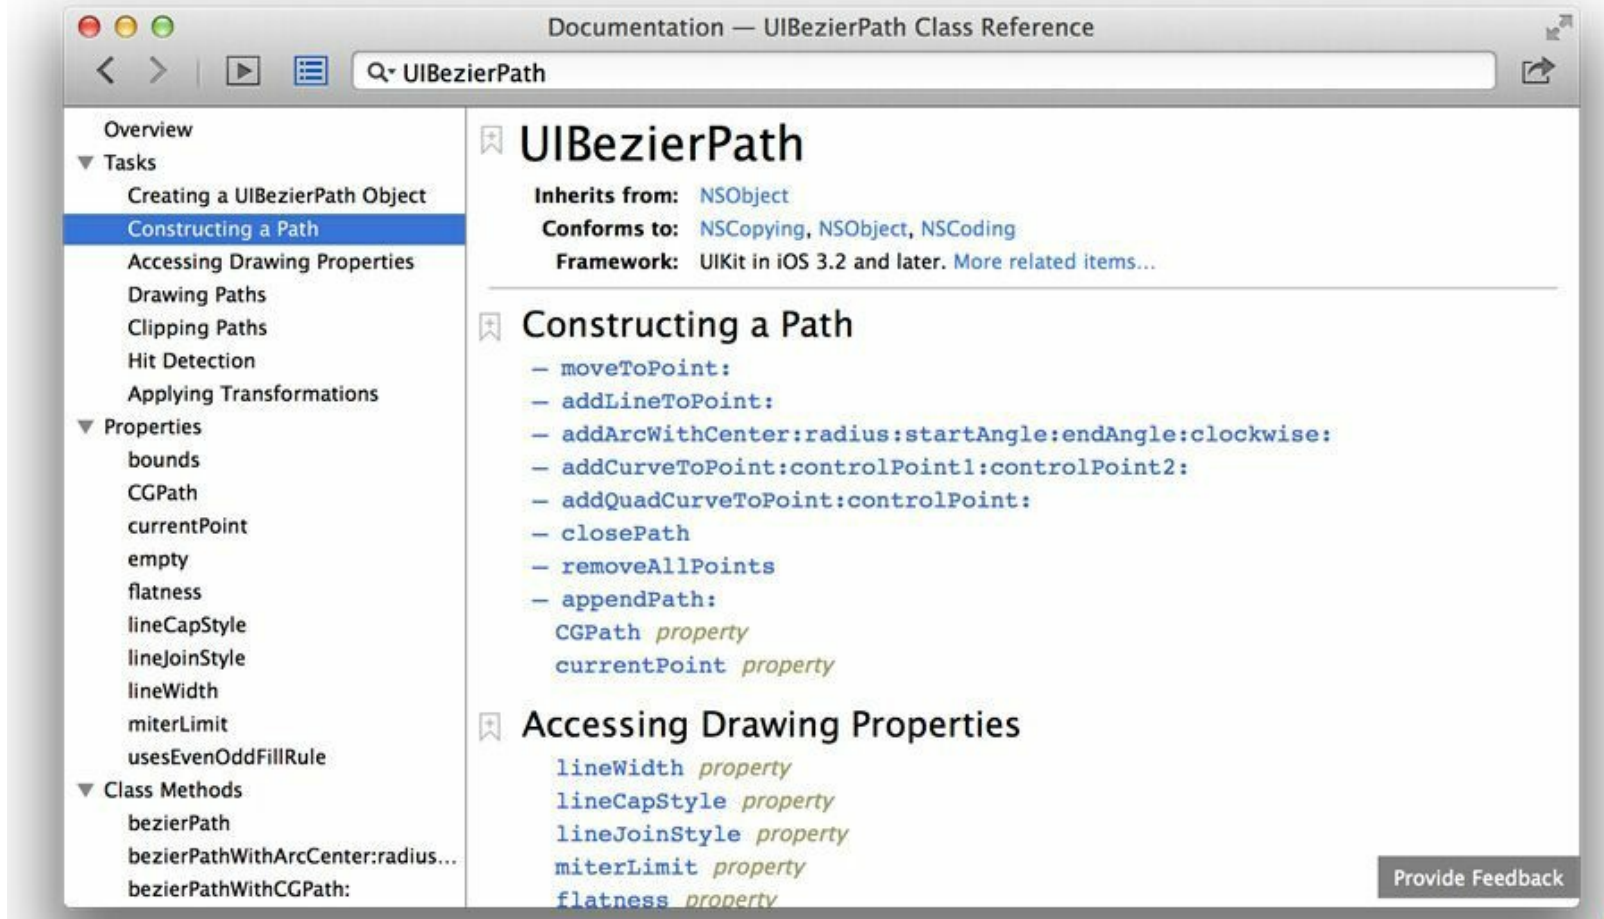 Documentation — UIBezierPath Class Reference
UIBezierPath
Overview
Tasks
Creating a UIBezierPath Object
Constructing a Path
Accessing Drawing Properties
Drawing Paths
Clipping Paths
Hit Detection
Applying Transformations
Properties
bounds
CGPath
currentPoint
empty
flatness
lineCapStyle
lineJoinStyle
lineWidth
miterLimit
usesEvenOddFillRule
Class Methods
bezierPath
bezierPathWithArcCenter:radius...
bezierPathWithCGPath:
UIBezierPath
Inherits from: NSObject
Conforms to: NSCopying, NSObject, NSCoding
Framework: UIKit in iOS 3.2 and later. More related items...
Constructing a Path
– moveToPoint:
– addLineToPoint:
– addArcWithCenter:radius:startAngle:endAngle:clockwise:
– addCurveToPoint:controlPoint1:controlPoint2:
– addQuadCurveToPoint:controlPoint:
– closePath
– removeAllPoints
– appendPath:
CGPath property
currentPoint property
Accessing Drawing Properties
lineWidth property
lineCapStyle property
lineJoinStyle property
miterLimit property
flatness property
Provide Feedback